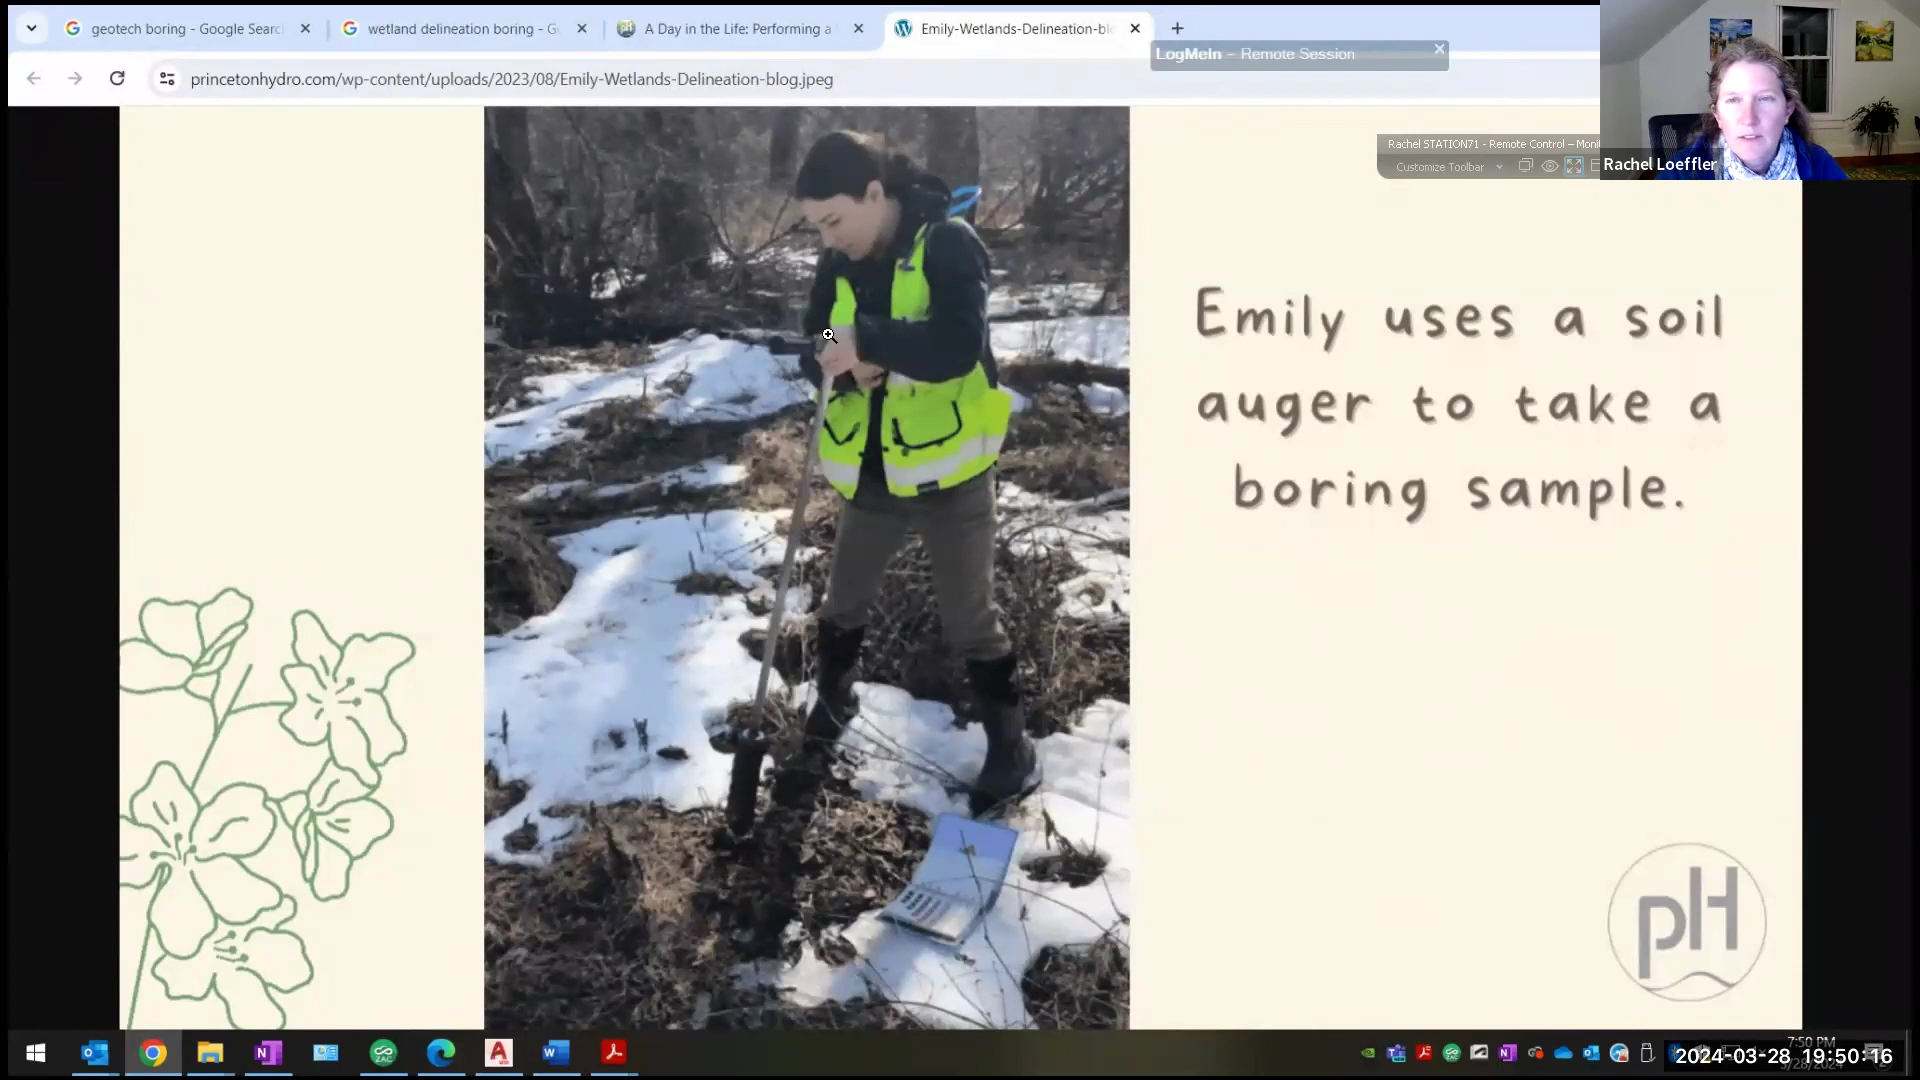 geotech boring - Google Searc
wetland delineation boring - G
A Day in the Life: Performing a
Emily-Wetlands-Delineation-bl
princetonhydro.com/wp-content/uploads/2023/08/Emily-Wetlands-Delineation-blog.jpeg
LogMeIn – Remote Session
Rachel STATION71 - Remote Control – Moni
Customize Toolbar
Rachel Loeffler
Emily uses a soil
auger to take a
boring sample.
pH
ZAC
7:50 PM
2024-03-28 19:50:16